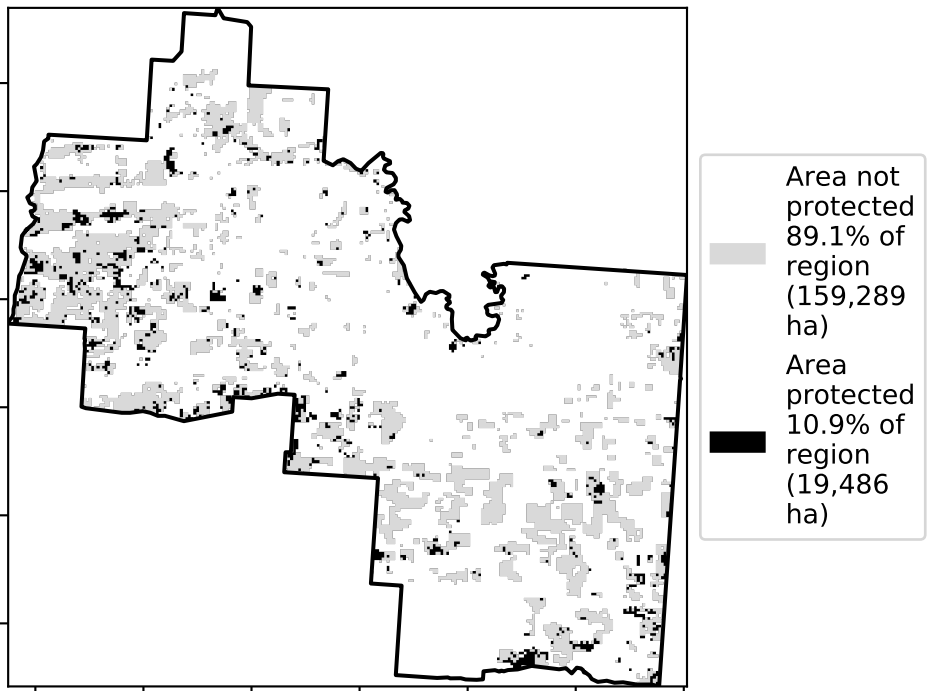 Area not
protected
89.1% of
region
(159,289
ha)
Area
protected
10.9% of
region
(19,486
ha)